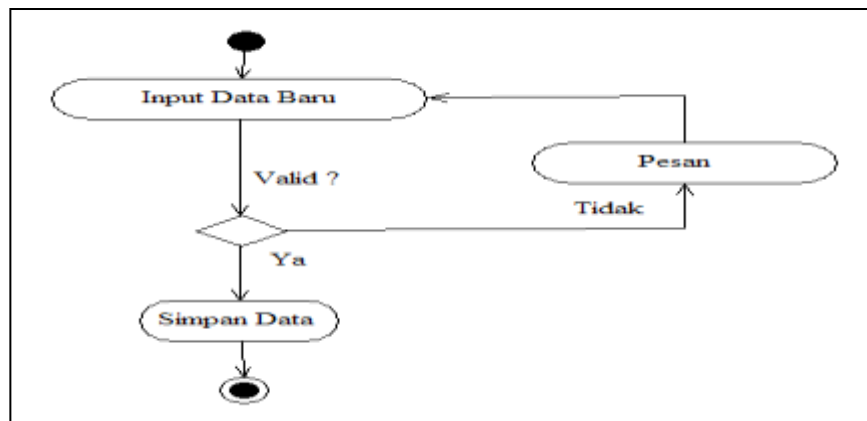 Input Data Baru
Pesan
Valid ?
Tidak
Ya
Simpan Data